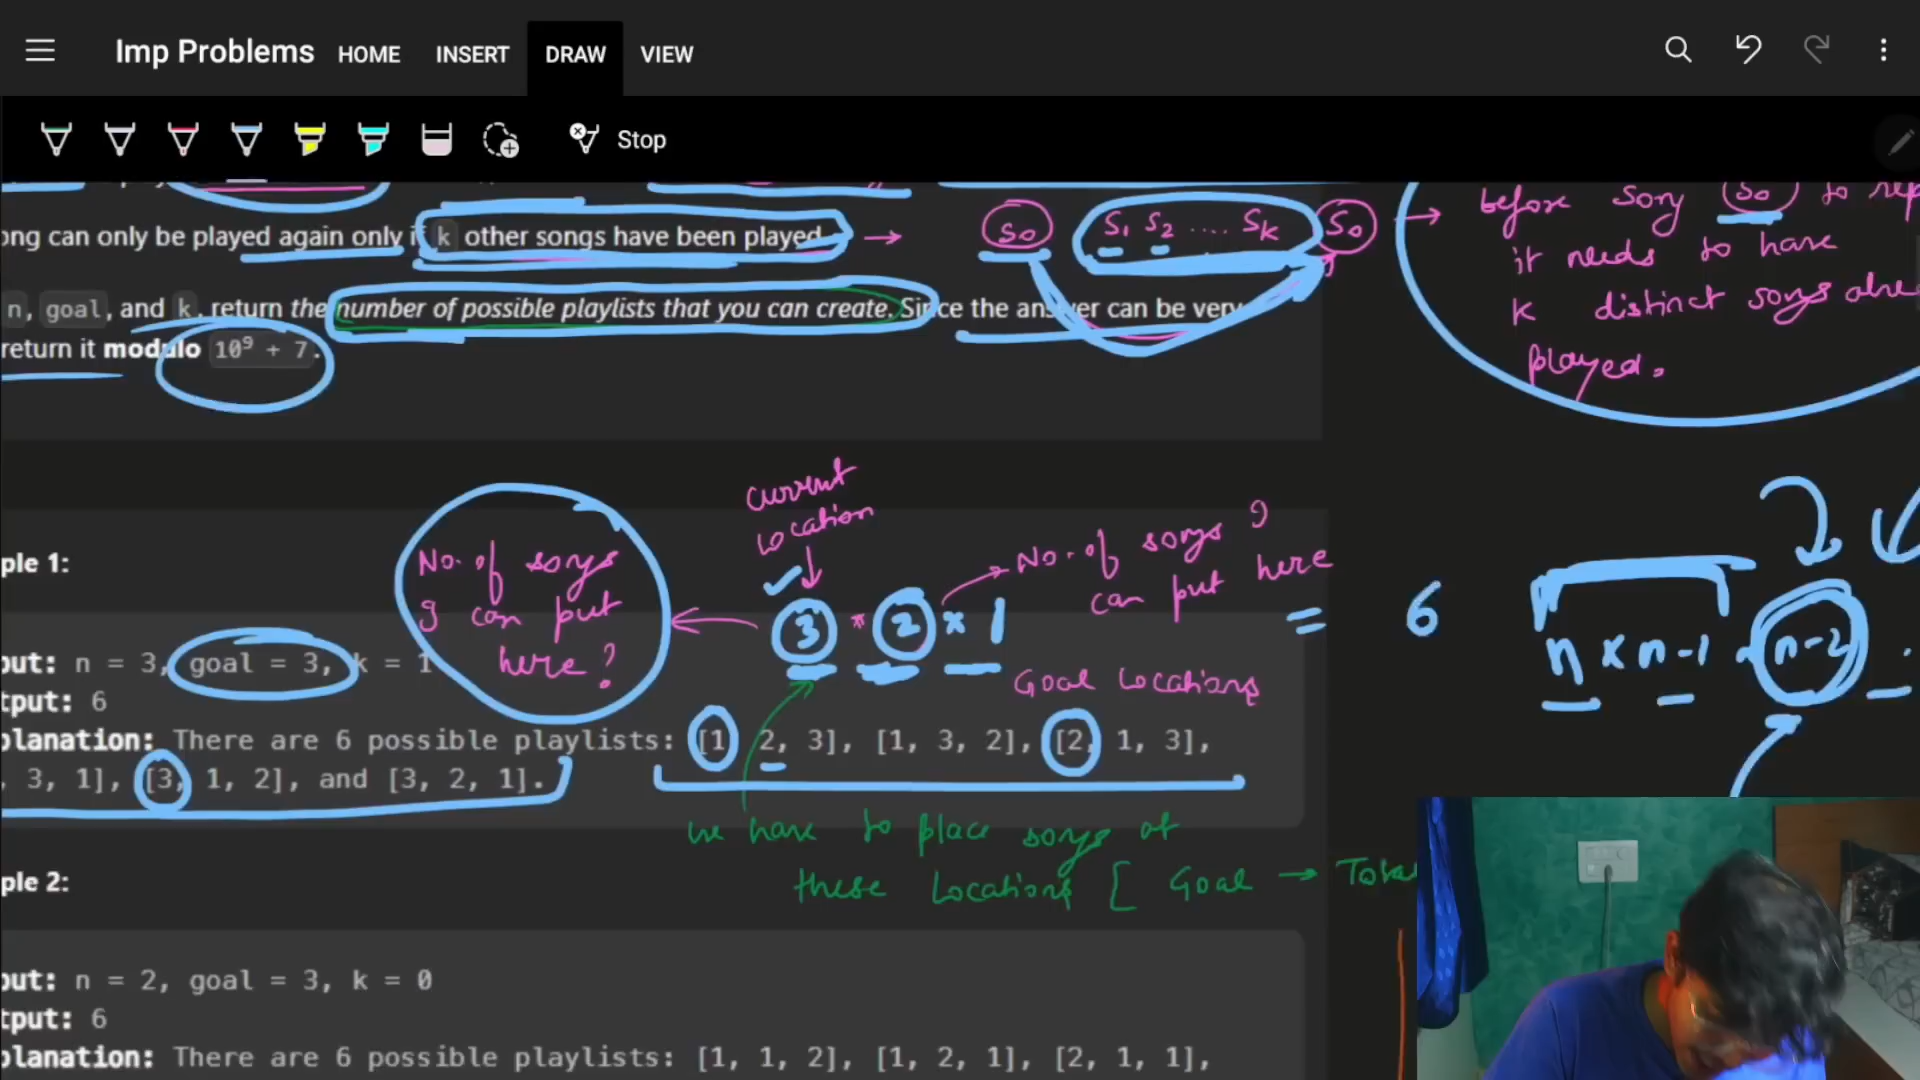 Imp Problems HOME INSERT DRAW VIEW
Stop
before song so to rep
ong can only be played again only if k other songs have been played → so s1 s2 .... sk so →
it needs to have
k distinct songs alre
played.
n, goal, and k, return the number of possible playlists that you can create. Since the answer can be very
return it modulo 10^9 + 7.
current
location
No. of songs I
can put here
ple 1:
No. of songs
I can put
here?
3 * 2 * 1 = 6
n x n-1 n-2 .
put: n = 3, goal = 3, k = 1
Goal Locations
tput: 6
planation: There are 6 possible playlists: [1, 2, 3], [1, 3, 2], [2, 1, 3],
, 3, 1], [3, 1, 2], and [3, 2, 1].
we have to place songs at
these Locations [ Goal → Total
ple 2:
put: n = 2, goal = 3, k = 0
tput: 6
planation: There are 6 possible playlists: [1, 1, 2], [1, 2, 1], [2, 1, 1],